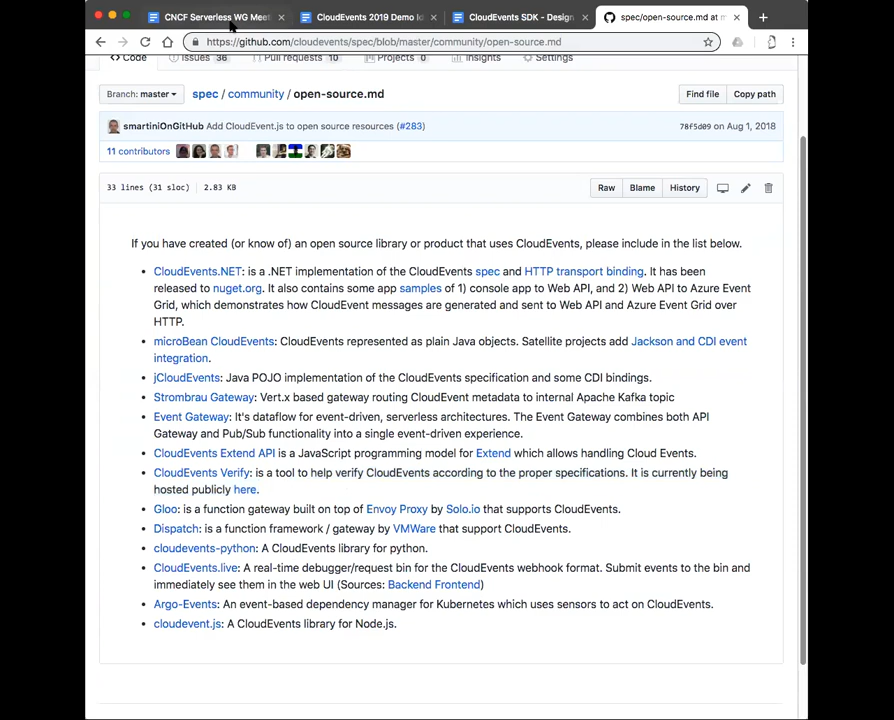 CNCF Serverless WG Meet
CloudEvents 2019 Demo Id
CloudEvents SDK - Design
spec/open-source.md at m
https://github.com/cloudevents/spec/blob/master/community/open-source.md
Code Issues 36 Pull requests 10 Projects 0 Insights Settings
Branch: master
spec / community / open-source.md
Find file Copy path
smartiniOnGitHub Add CloudEvent.js to open source resources (#283)
78f5d09 on Aug 1, 2018
11 contributors
33 lines (31 sloc) 2.83 KB
Raw Blame History
If you have created (or know of) an open source library or product that uses CloudEvents, please include in the list below.
• CloudEvents.NET: is a .NET implementation of the CloudEvents spec and HTTP transport binding. It has been
released to nuget.org. It also contains some app samples of 1) console app to Web API, and 2) Web API to Azure Event
Grid, which demonstrates how CloudEvent messages are generated and sent to Web API and Azure Event Grid over
HTTP.
• microBean CloudEvents: CloudEvents represented as plain Java objects. Satellite projects add Jackson and CDI event
integration.
• jCloudEvents: Java POJO implementation of the CloudEvents specification and some CDI bindings.
• Strombrau Gateway: Vert.x based gateway routing CloudEvent metadata to internal Apache Kafka topic
• Event Gateway: It's dataflow for event-driven, serverless architectures. The Event Gateway combines both API
Gateway and Pub/Sub functionality into a single event-driven experience.
• CloudEvents Extend API is a JavaScript programming model for Extend which allows handling Cloud Events.
• CloudEvents Verify: is a tool to help verify CloudEvents according to the proper specifications. It is currently being
hosted publicly here.
• Gloo: is a function gateway built on top of Envoy Proxy by Solo.io that supports CloudEvents.
• Dispatch: is a function framework / gateway by VMWare that support CloudEvents.
• cloudevents-python: A CloudEvents library for python.
• CloudEvents.live: A real-time debugger/request bin for the CloudEvents webhook format. Submit events to the bin and
immediately see them in the web UI (Sources: Backend Frontend)
• Argo-Events: An event-based dependency manager for Kubernetes which uses sensors to act on CloudEvents.
• cloudevent.js: A CloudEvents library for Node.js.